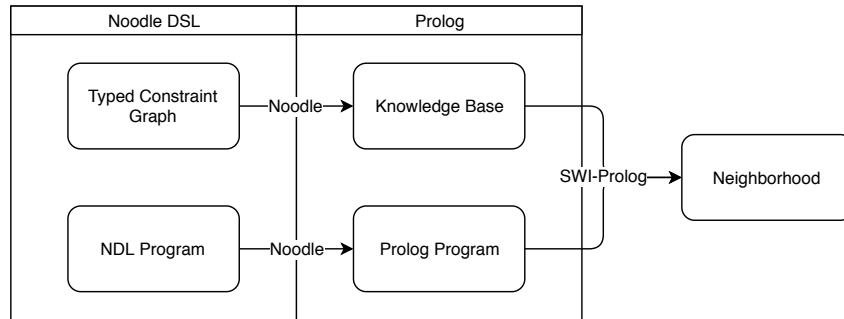 Noodle DSL
Prolog
Typed Constraint
Graph
Noodle
Knowledge Base
SWI-Prolog
Neighborhood
NDL Program
Noodle
Prolog Program